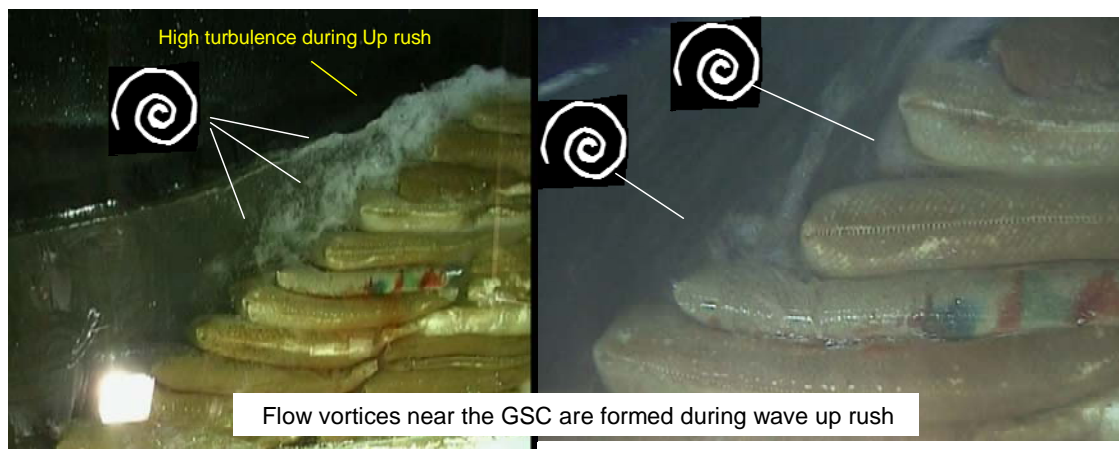 High turbulence during Up rush
Flow vortices near the GSC are formed during wave up rush